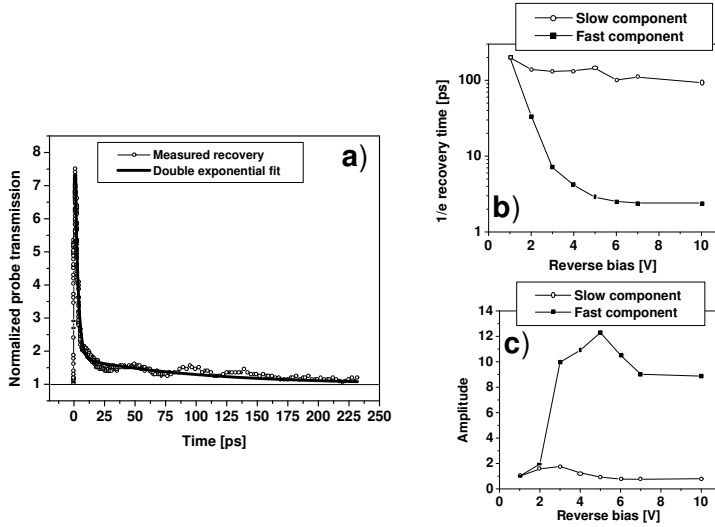 a)
Measured recovery
Double exponential fit
Normalized probe transmission
8
7
6
5
4
3
2
1
0 25 50 75 100 125 150 175 200 225 250
Time [ps]
Slow component
Fast component
b)
1/e recovery time [ps]
100
10
1
0 2 4 6 8 10
Reverse bias [V]
Slow component
Fast component
c)
Amplitude
14
12
10
8
6
4
2
0
0 2 4 6 8 10
Reverse bias [V]